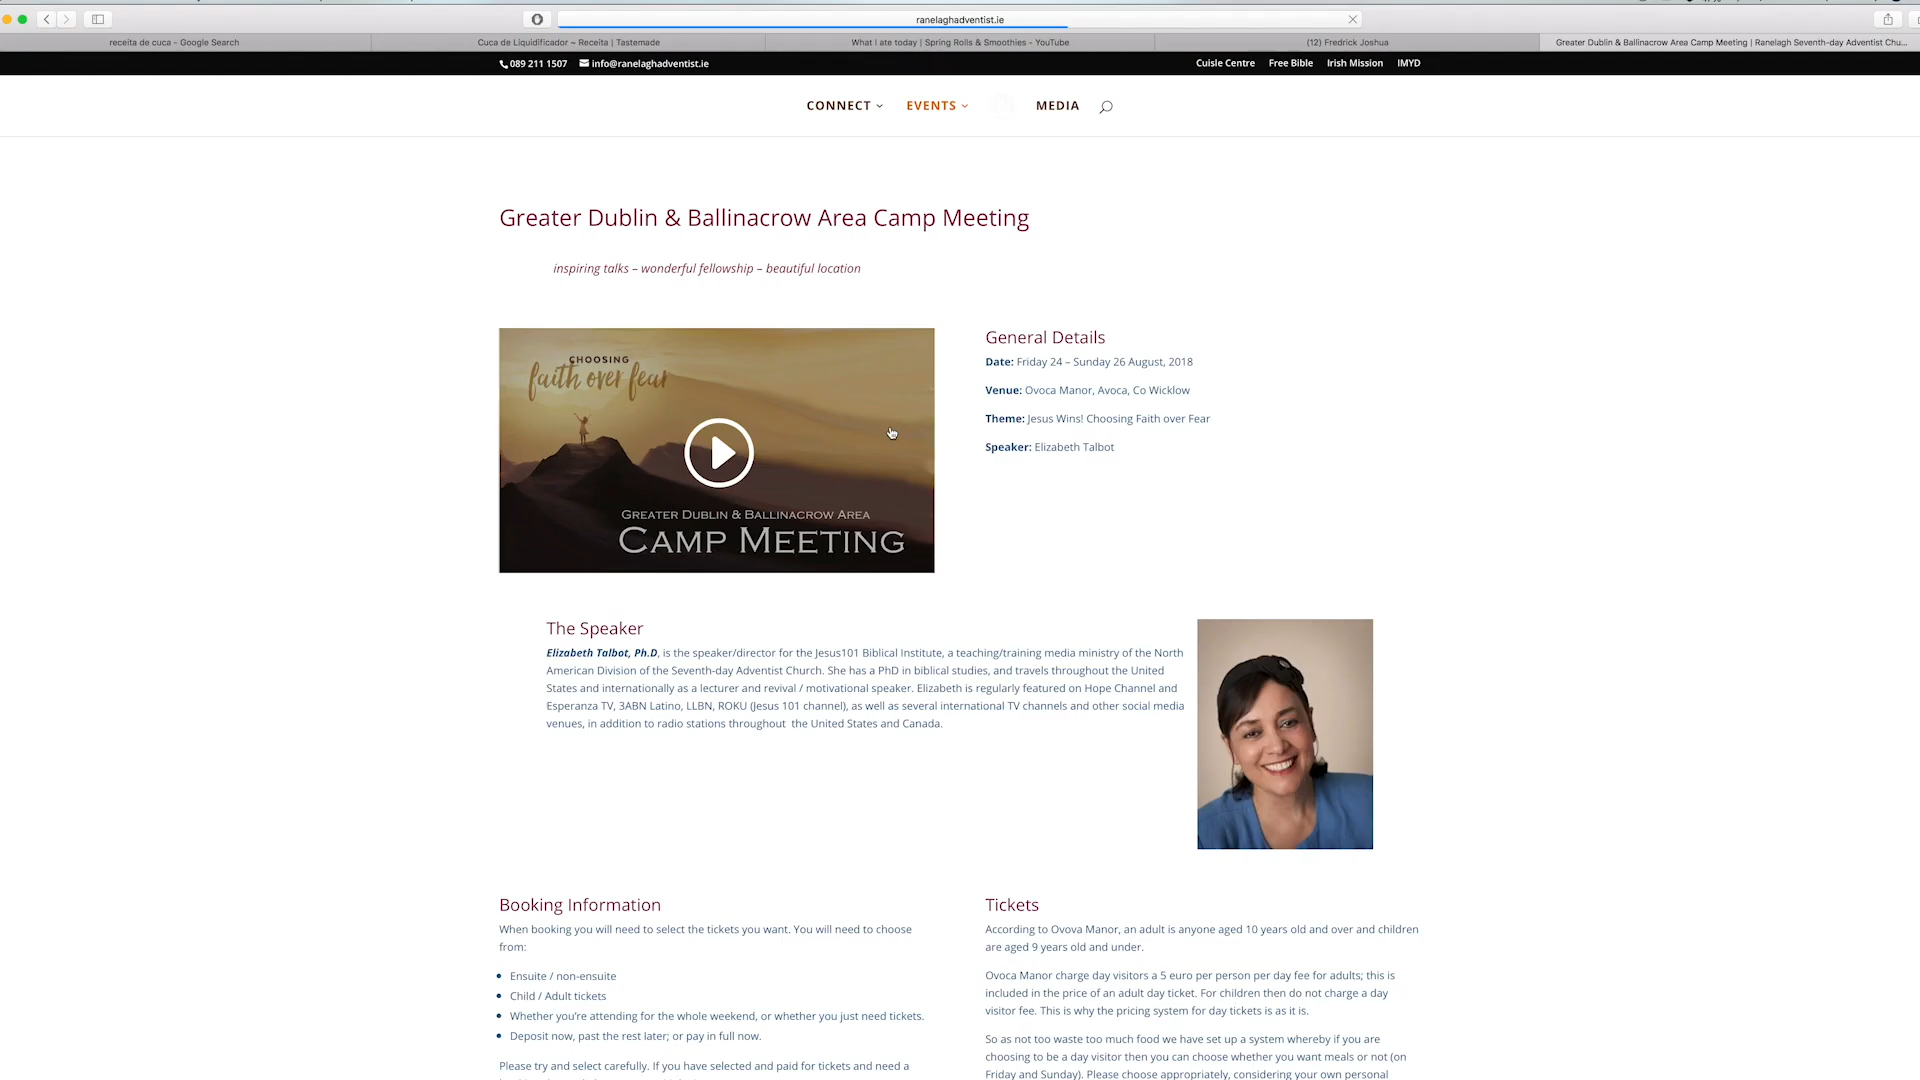 ranelaghadventist.ie
receita de cuca - Google Search
Cuca de Liquidificador ~ Receita | Tastemade
What I ate today | Spring Rolls & Smoothies - YouTube
(12) Fredrick Joshua
Greater Dublin & Ballinacrow Area Camp Meeting | Ranelagh Seventh-day Adventist Chu...
089 211 1507
info@ranelaghadventist.ie
Cuisle Centre
Free Bible
Irish Mission
IMYD
CONNECT
EVENTS
MEDIA
Greater Dublin & Ballinacrow Area Camp Meeting
inspiring talks – wonderful fellowship – beautiful location
CHOOSING
faith over fear
GREATER DUBLIN & BALLINACROW AREA
CAMP MEETING
General Details
Date: Friday 24 – Sunday 26 August, 2018
Venue: Ovoca Manor, Avoca, Co Wicklow
Theme: Jesus Wins! Choosing Faith over Fear
Speaker: Elizabeth Talbot
The Speaker
Elizabeth Talbot, Ph.D, is the speaker/director for the Jesus101 Biblical Institute, a teaching/training media ministry of the North
American Division of the Seventh-day Adventist Church. She has a PhD in biblical studies, and travels throughout the United
States and internationally as a lecturer and revival / motivational speaker. Elizabeth is regularly featured on Hope Channel and
Esperanza TV, 3ABN Latino, LLBN, ROKU (Jesus 101 channel), as well as several international TV channels and other social media
venues, in addition to radio stations throughout the United States and Canada.
Booking Information
When booking you will need to select the tickets you want. You will need to choose
from:
Ensuite / non-ensuite
Child / Adult tickets
Whether you're attending for the whole weekend, or whether you just need tickets.
Deposit now, past the rest later; or pay in full now.
Please try and select carefully. If you have selected and paid for tickets and need a
Tickets
According to Ovova Manor, an adult is anyone aged 10 years old and over and children
are aged 9 years old and under.
Ovoca Manor charge day visitors a 5 euro per person per day fee for adults; this is
included in the price of an adult day ticket. For children then do not charge a day
visitor fee. This is why the pricing system for day tickets is as it is.
So as not too waste too much food we have set up a system whereby if you are
choosing to be a day visitor then you can choose whether you want meals or not (on
Friday and Sunday). Please choose appropriately, considering your own personal